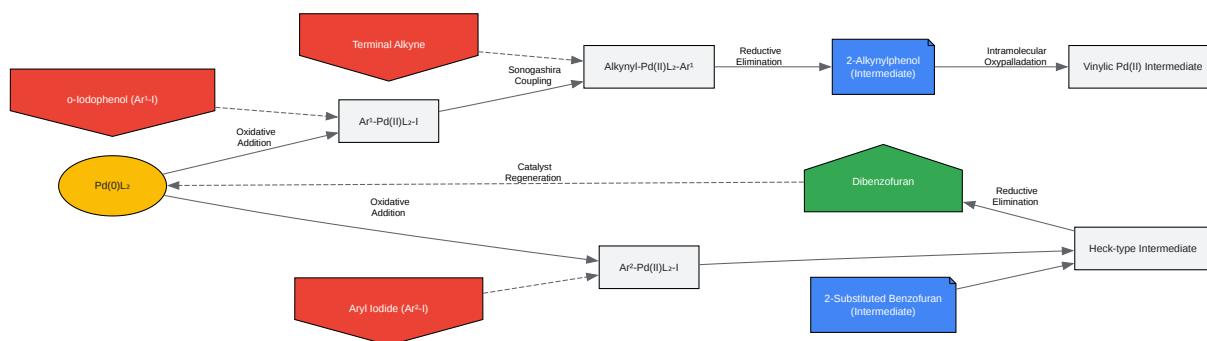 Terminal Alkyne
o-Iodophenol (Ar¹-I)
Sonogashira
Coupling
Alkynyl-Pd(II)L₂-Ar¹
Reductive
Elimination
2-Alkynylphenol
(Intermediate)
Intramolecular
Oxypalladation
Vinylic Pd(II) Intermediate
Ar¹-Pd(II)L₂-I
Oxidative
Addition
Pd(0)L₂
Catalyst
Regeneration
Dibenzofuran
Reductive
Elimination
Oxidative
Addition
Heck-type Intermediate
Ar²-Pd(II)L₂-I
Aryl Iodide (Ar²-I)
2-Substituted Benzofuran
(Intermediate)